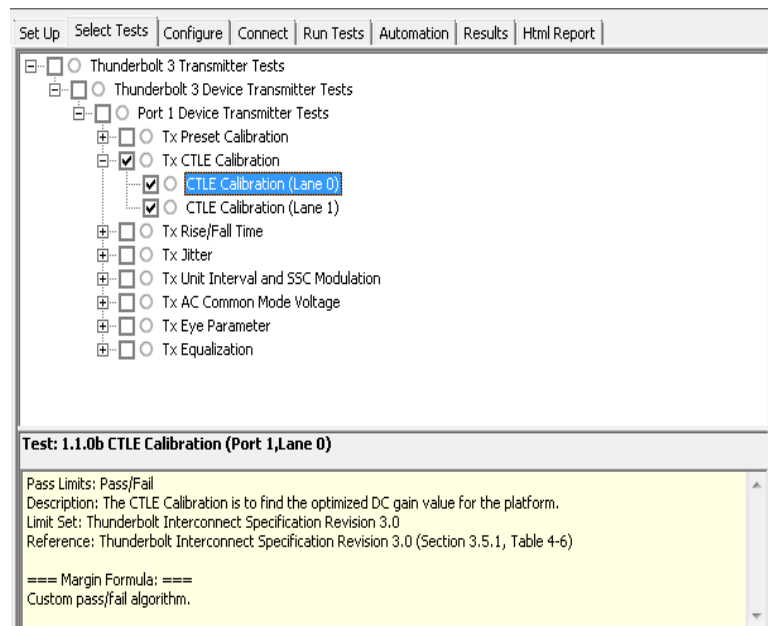 Set Up Select Tests Configure Connect Run Tests Automation Results Html Report
Thunderbolt 3 Transmitter Tests
Thunderbolt 3 Device Transmitter Tests
Port 1 Device Transmitter Tests
Tx Preset Calibration
Tx CTLE Calibration
CTLE Calibration (Lane 0)
CTLE Calibration (Lane 1)
Tx Rise/Fall Time
Tx Jitter
Tx Unit Interval and SSC Modulation
Tx AC Common Mode Voltage
Tx Eye Parameter
Tx Equalization
Test: 1.1.0b CTLE Calibration (Port 1,Lane 0)
Pass Limits: Pass/Fail
Description: The CTLE Calibration is to find the optimized DC gain value for the platform.
Limit Set: Thunderbolt Interconnect Specification Revision 3.0
Reference: Thunderbolt Interconnect Specification Revision 3.0 (Section 3.5.1, Table 4-6)
=== Margin Formula: ===
Custom pass/fail algorithm.